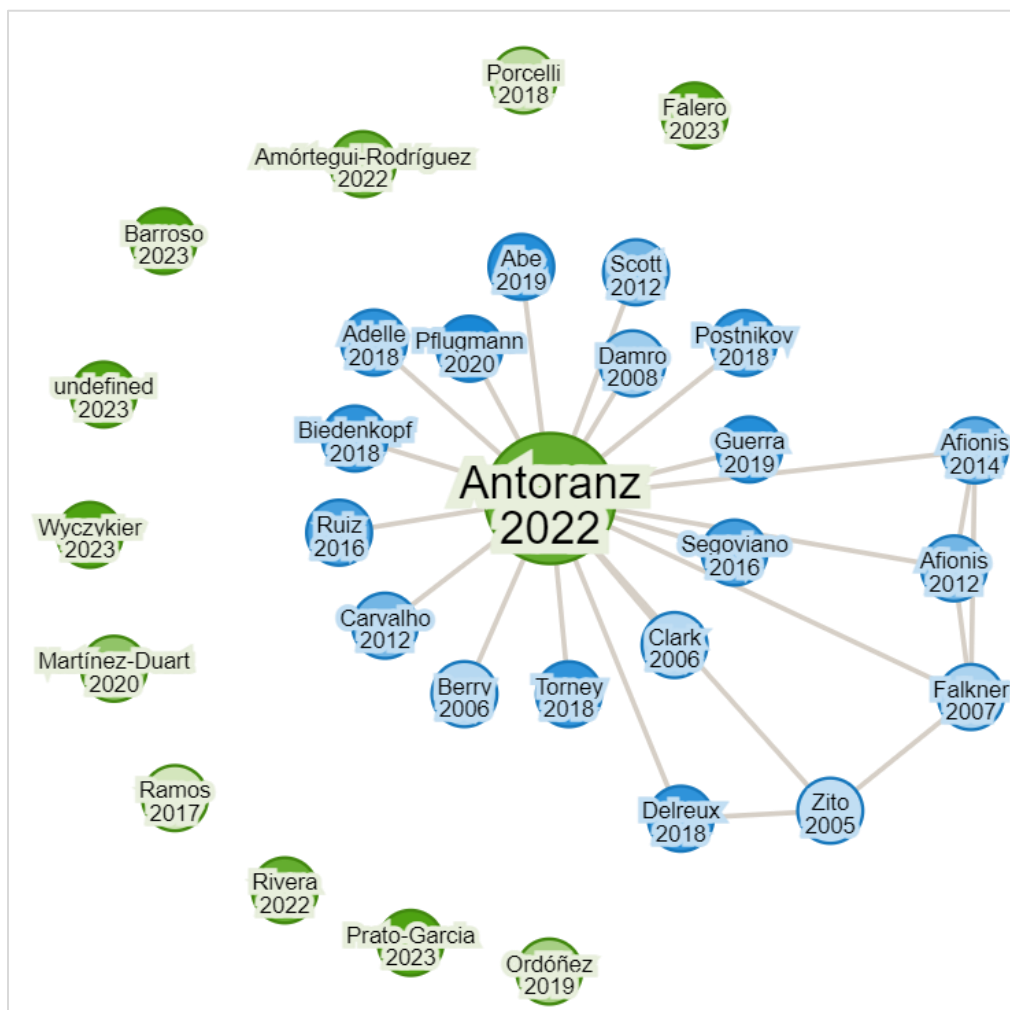 Porcelli
2018
Falero
2023
Amórtegui-Rodríguez
2022
Barroso
2023
Abe
2019
Scott
2012
Adelle
2018
Pflugmann
2020
Damro
2008
Postnikov
2018
undefined
2023
Biedenkopf
2018
Guerra
2019
Afionis
2014
Antoranz
2022
Wyczykier
2023
Ruiz
2016
Segoviano
2016
Afionis
2012
Carvalho
2012
Clark
2006
Martínez-Duart
2020
Berry
2006
Torney
2018
Falkner
2007
Ramos
2017
Delreux
2018
Zito
2005
Rivera
2022
Prato-Garcia
2023
Ordóñez
2019